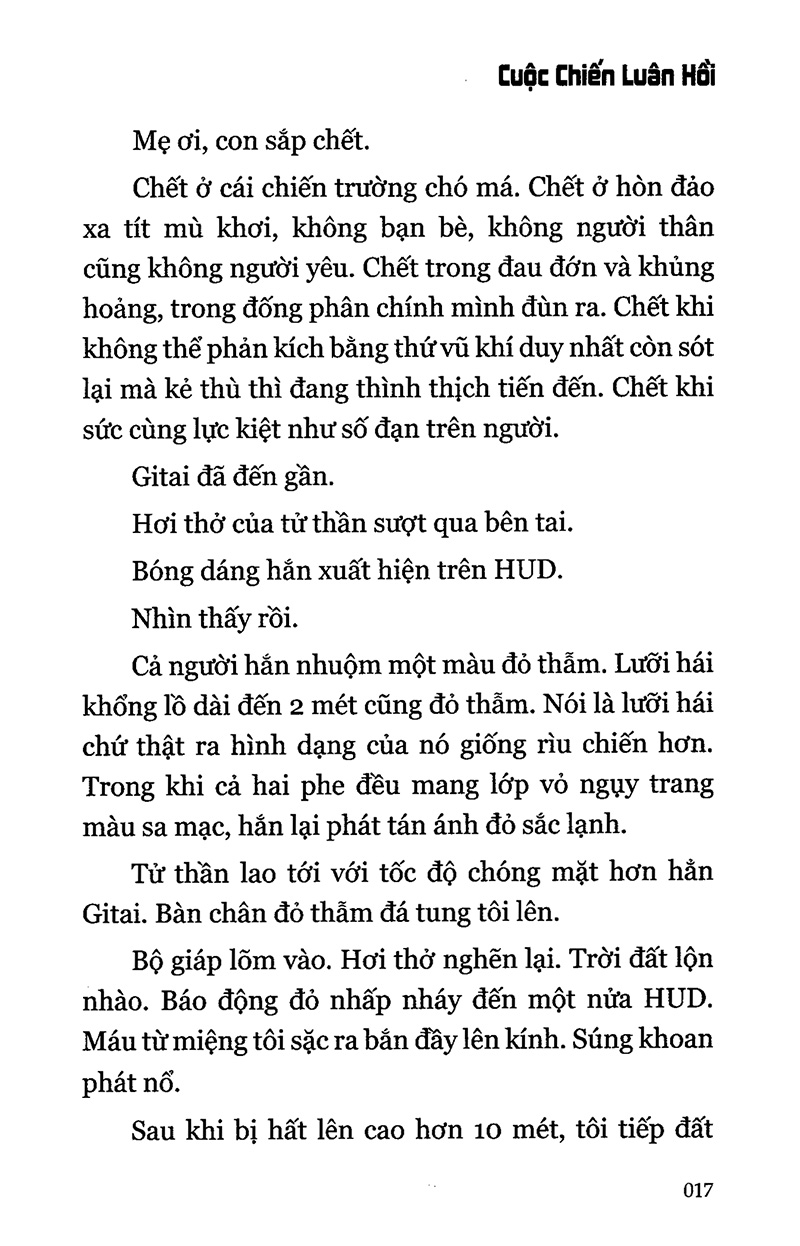 Cuộc Chiến Luân Hồi
Mẹ ơi, con sắp chết.
Chết ở cái chiến trường chó má. Chết ở hòn đảo
xa tít mù khơi, không bạn bè, không người thân
cũng không người yêu. Chết trong đau đớn và khủng
hoảng, trong đống phân chính mình đùn ra. Chết khi
không thể phản kích bằng thứ vũ khí duy nhất còn sót
lại mà kẻ thù thì đang thình thịch tiến đến. Chết khi
sức cùng lực kiệt như số đạn trên người.
Gitai đã đến gần.
Hơi thở của tử thần sượt qua bên tai.
Bóng dáng hắn xuất hiện trên HUD.
Nhìn thấy rồi.
Cả người hắn nhuộm một màu đỏ thẫm. Lưỡi hái
khổng lồ dài đến 2 mét cũng đỏ thẫm. Nói là lưỡi hái
chứ thật ra hình dạng của nó giống rìu chiến hơn.
Trong khi cả hai phe đều mang lớp vỏ ngụy trang
màu sa mạc, hắn lại phát tán ánh đỏ sắc lạnh.
Tử thần lao tới với tốc độ chóng mặt hơn hẳn
Gitai. Bàn chân đỏ thẫm đá tung tôi lên.
Bộ giáp lõm vào. Hơi thở nghẽn lại. Trời đất lộn
nhào. Báo động đỏ nhấp nháy đến một nửa HUD.
Máu từ miệng tôi sặc ra bắn đầy lên kính. Súng khoan
phát nổ.
Sau khi bị hất lên cao hơn 10 mét, tôi tiếp đất
017